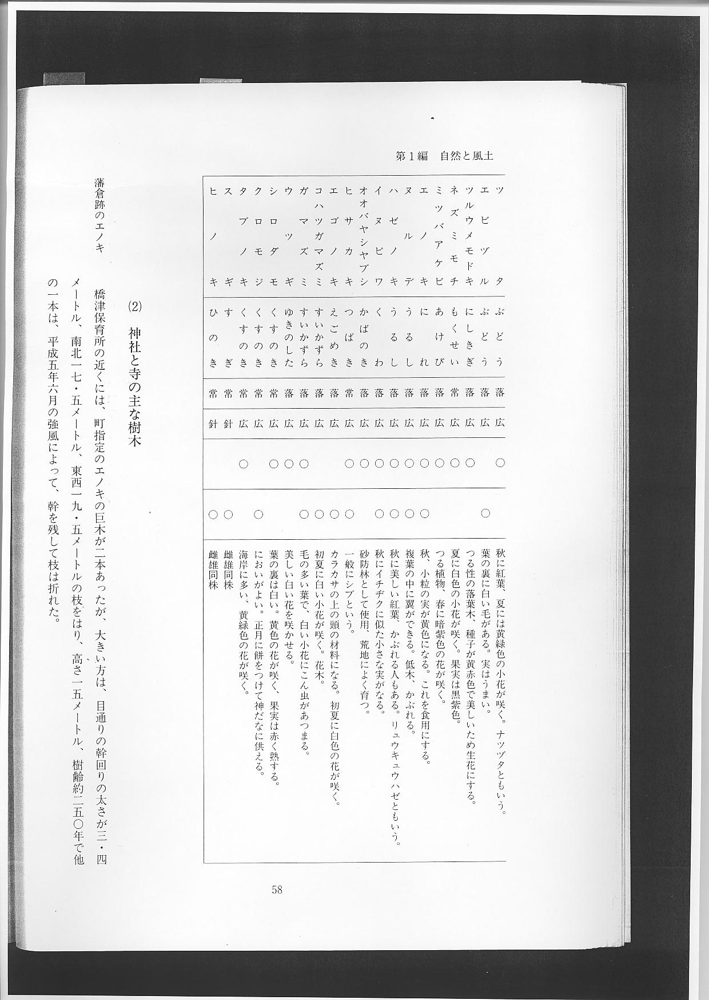 第1編　自然と風土
ツタ　ぶどう　落　広　○　　秋に紅葉、夏には黄緑色の小花が咲く。ナツヅタともいう。
エビヅル　ぶどう　落　広　　○　葉の裏に白い毛がある。実はうまい。
ツルウメモドキ　にしきぎ　落　広　○　　つる性の落葉木、種子が黄赤色で美しいため生花にする。
ネズミモチ　もくせい　常　広　○　　夏に白色の小花が咲く。果実は黒紫色。
ミツバアケビ　あけび　落　広　○　　つる植物、春に暗紫色の花が咲く。
エノキ　にれ　落　広　○　○　秋、小粒の実が黄色になる。これを食用にする。
ヌルデ　うるし　落　広　○　○　複葉の中に翼ができる。低木、かぶれる。
ハゼノキ　うるし　落　広　○　○　秋に美しい紅葉、かぶれる人もある。リュウキュウハゼともいう。
イヌビワ　くわ　落　広　○　○　秋にイチヂクに似た小さな実がなる。
オオバヤシヤブシ　かばのき　落　広　○　　砂防林として使用、荒地によく育つ。
ヒサカキ　つばき　常　広　○　○　一般にシブという。
エゴノキ　えごめき　落　広　　○　カラカサの上の頭の材料になる。初夏に白色の花が咲く。
コハツガマズミ　すいかずら　落　広　　○　初夏に白い小花が咲く。花木。
ガマズミ　すいかずら　落　広　○　○　毛の多い葉で、白い小花にこん虫があつまる。
ウツギ　ゆきのした　落　広　○　　美しい白い花を咲かせる。
シロダモ　くすのき　常　広　○　　葉の裏は白い。黄色の花が咲く、果実は赤く熟する。
クロモジ　くすのき　常　広　　○　においがよい。正月に餅をつけて神だなに供える。
タブノキ　くすのき　常　広　○　　海岸に多い、黄緑色の花が咲く。
スギ　すぎ　常　針　　○　雌雄同株
ヒノキ　ひのき　常　針　　○　雌雄同株
(2)　神社と寺の主な樹木
藩倉跡のエノキ
橋津保育所の近くには、町指定のエノキの巨木が二本あったが、大きい方は、目通りの幹回りの太さが三・四
メートル、南北一七・五メートル、東西一九・五メートルの枝をはり、高さ一五メートル、樹齢約二五〇年で他
の一本は、平成五年六月の強風によって、幹を残して枝は折れた。
58